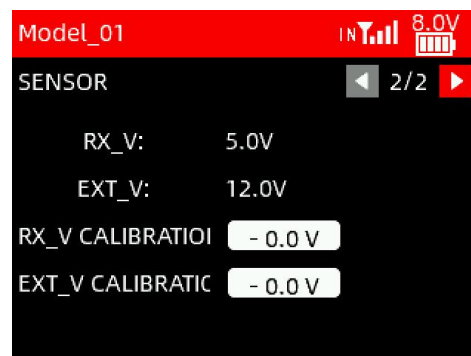 Model_01 IN 8.0V
SENSOR 2/2
RX_V: 5.0V
EXT_V: 12.0V
RX_V CALIBRATIOI - 0.0 V
EXT_V CALIBRATIC - 0.0 V